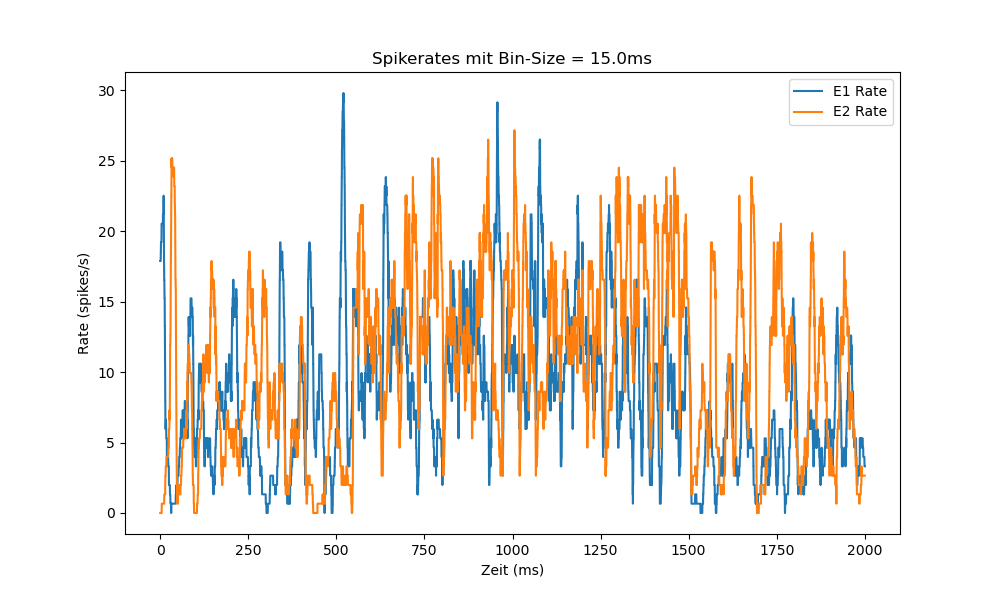 Spikerates mit Bin-Size = 15.0ms
E1 Rate
E2 Rate
30
25
20
15
10
5
0
Rate (spikes/s)
0 250 500 750 1000 1250 1500 1750 2000
Zeit (ms)